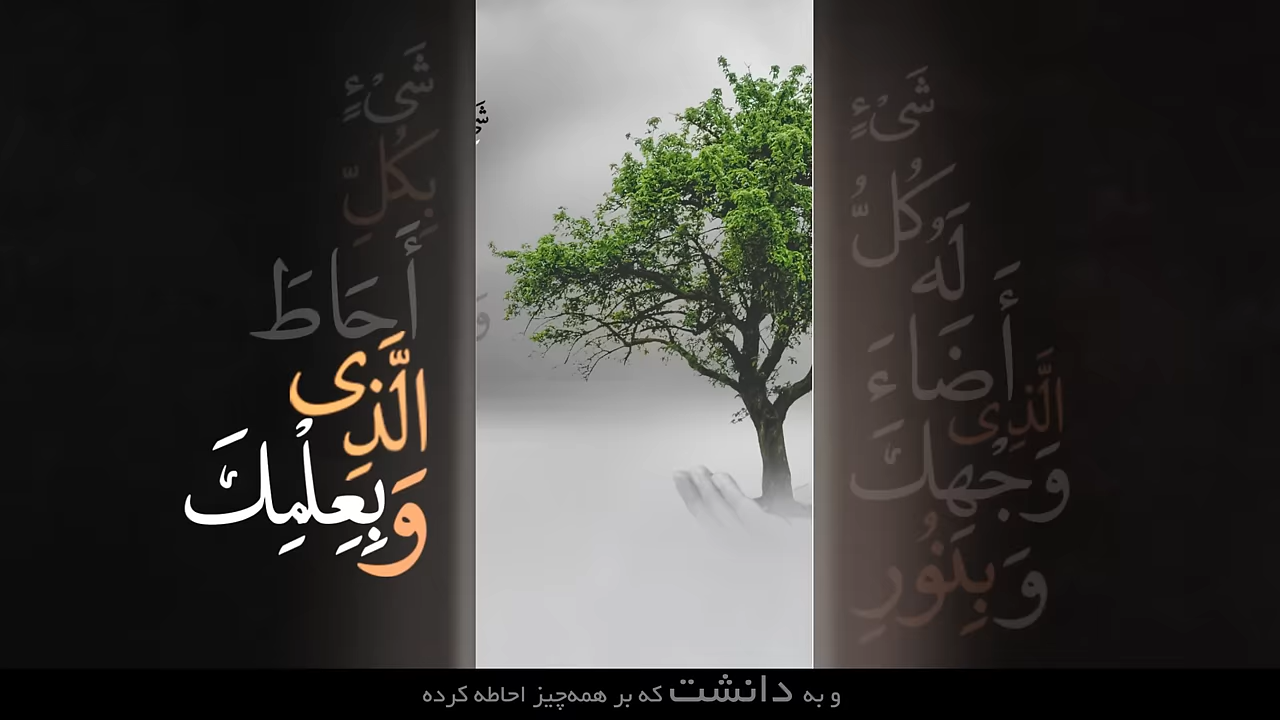 شَىْءٍ
بِكُلِّ
أَحَاطَ
الَّذِى
وَبِعِلْمِكَ
شَىْءٍ
كُلُّ
لَهُ
أَضَاءَ
الَّذِى
وَجْهِكَ
وَبِنُورِ
و به دانشت که بر همه‌چیز احاطه کرده